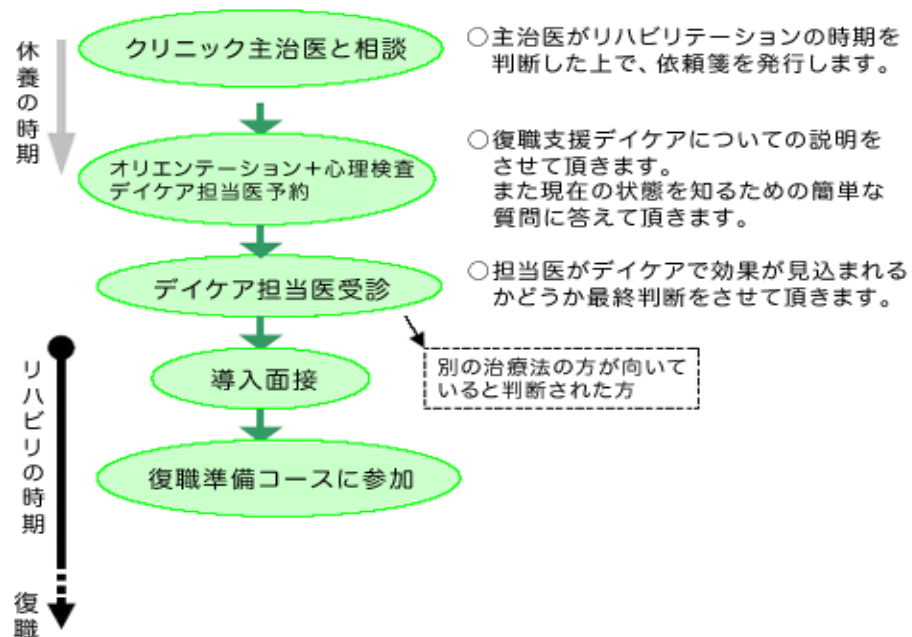 休養の時期
クリニック主治医と相談
○主治医がリハビリテーションの時期を
判断した上で、依頼箋を発行します。
オリエンテーション+心理検査
デイケア担当医予約
○復職支援デイケアについての説明を
させて頂きます。
また現在の状態を知るための簡単な
質問に答えて頂きます。
デイケア担当医受診
○担当医がデイケアで効果が見込まれる
かどうか最終判断をさせて頂きます。
リハビリの時期
導入面接
別の治療法の方が向いて
いると判断された方
復職準備コースに参加
復職